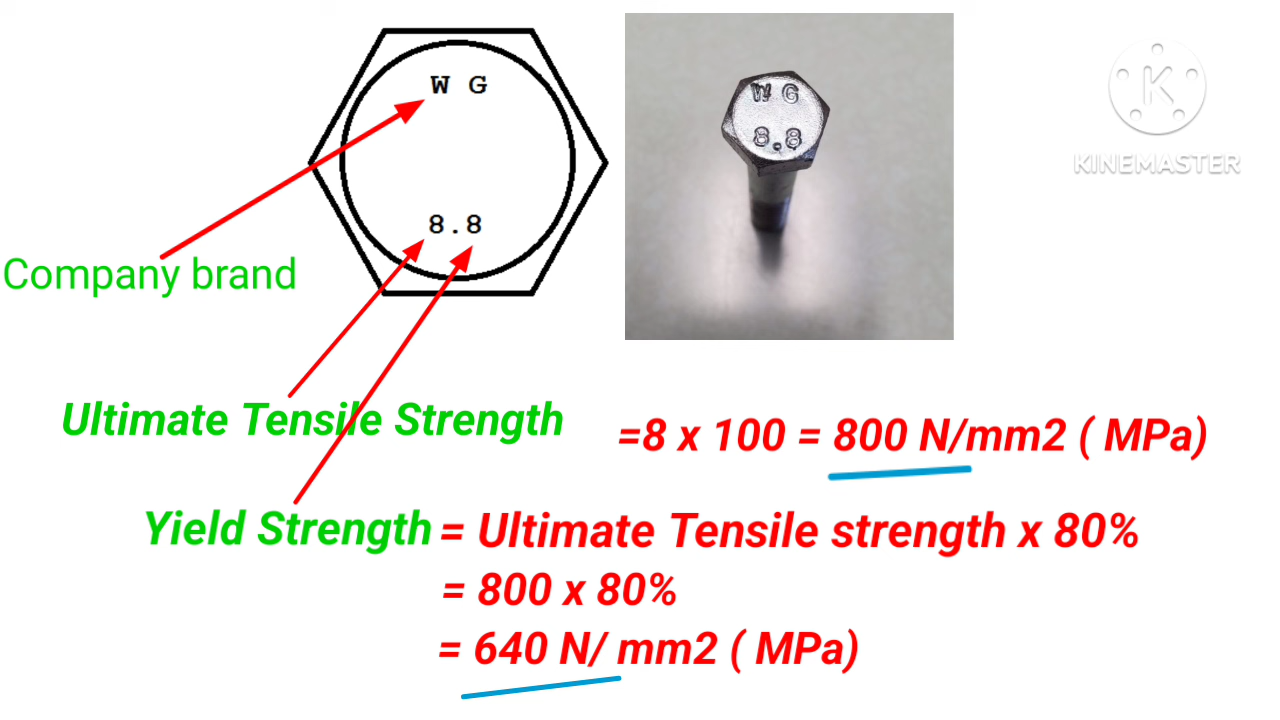 W G
8.8
W G
8.8
K
KINEMASTER
Company brand
Ultimate Tensile Strength
=8 x 100 = 800 N/mm2 ( MPa)
Yield Strength = Ultimate Tensile strength x 80%
= 800 x 80%
= 640 N/ mm2 ( MPa)